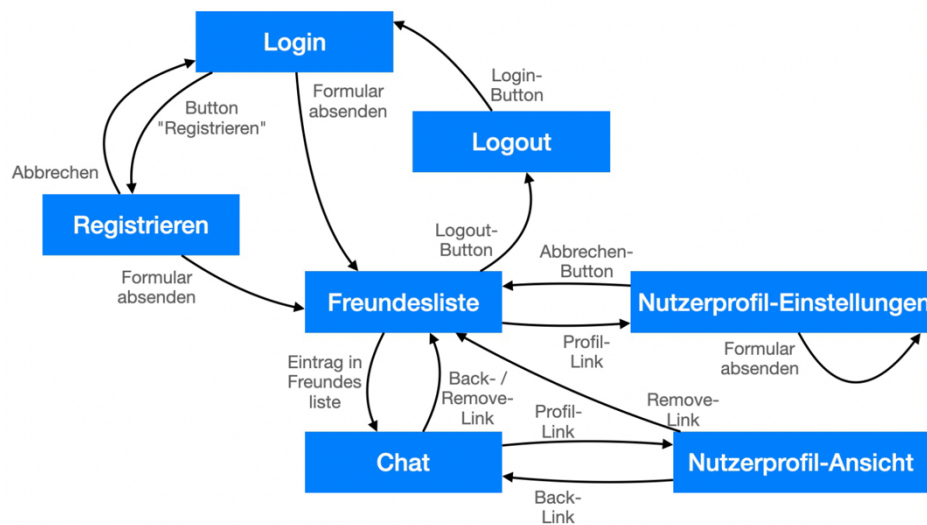 Login
Login-
Button
Formular
absenden
Button
"Registrieren"
Logout
Abbrechen
Registrieren
Logout-
Button
Abbrechen-
Button
Formular
absenden
Freundesliste
Nutzerprofil-Einstellungen
Profil-
Link
Formular
absenden
Eintrag in
Freundes
liste
Back- /
Remove-
Link
Profil-
Link
Remove-
Link
Chat
Nutzerprofil-Ansicht
Back-
Link